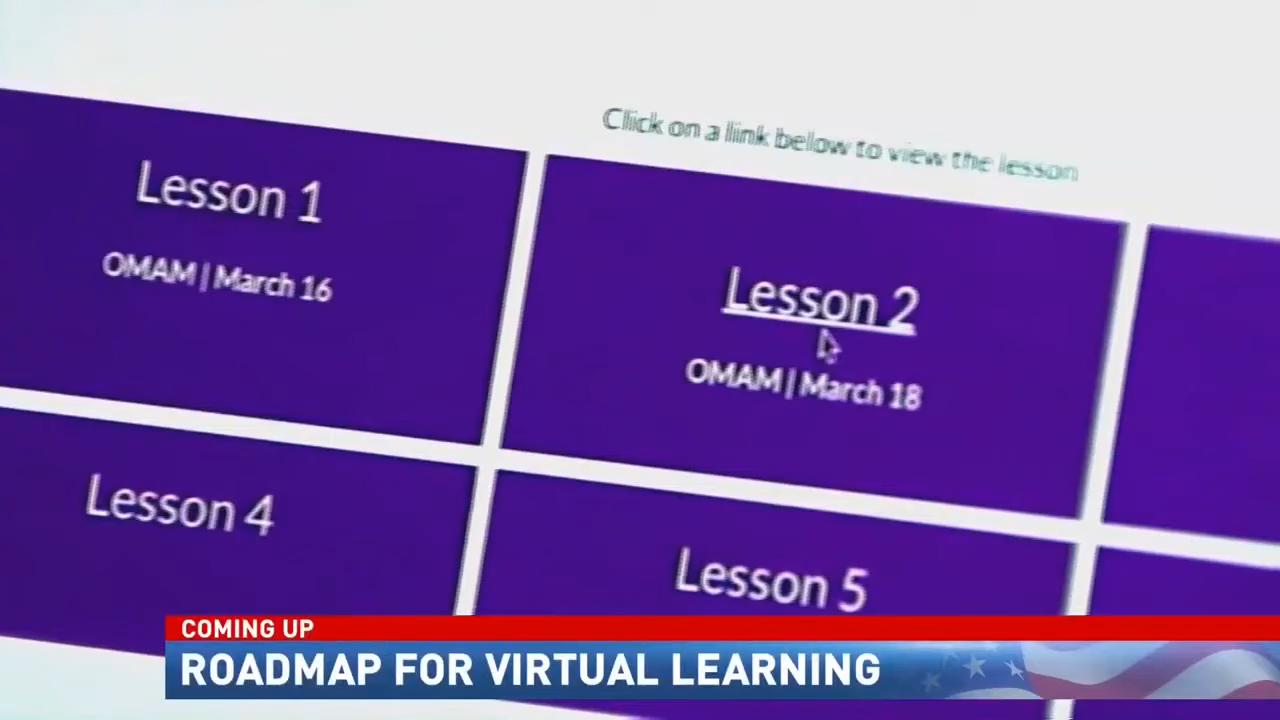 Click on a link below to view the lesson
Lesson 1
OMAM | March 16
Lesson 2
OMAM | March 18
Lesson 4
Lesson 5
COMING UP
ROADMAP FOR VIRTUAL LEARNING